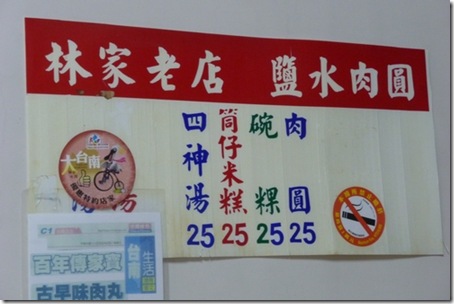 林家老店　鹽水肉圓
肉圓
25
碗粿
25
筒仔米糕
25
四神湯
25
湯
大台南
C1
台南
生活
百年傳家寶
古早味肉丸